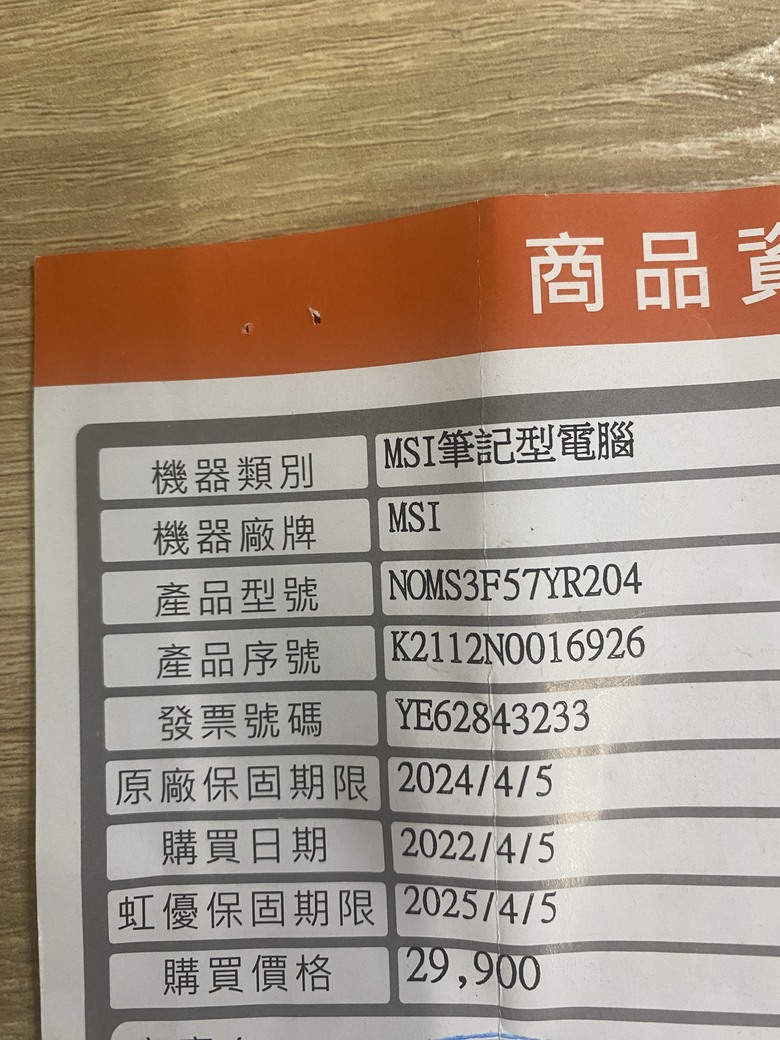 商品資
機器類別 MSI筆記型電腦
機器廠牌 MSI
產品型號 NOMS3F57YR204
產品序號 K2112N0016926
發票號碼 YE62843233
原廠保固期限 2024/4/5
購買日期 2022/4/5
虹優保固期限 2025/4/5
購買價格 29,900